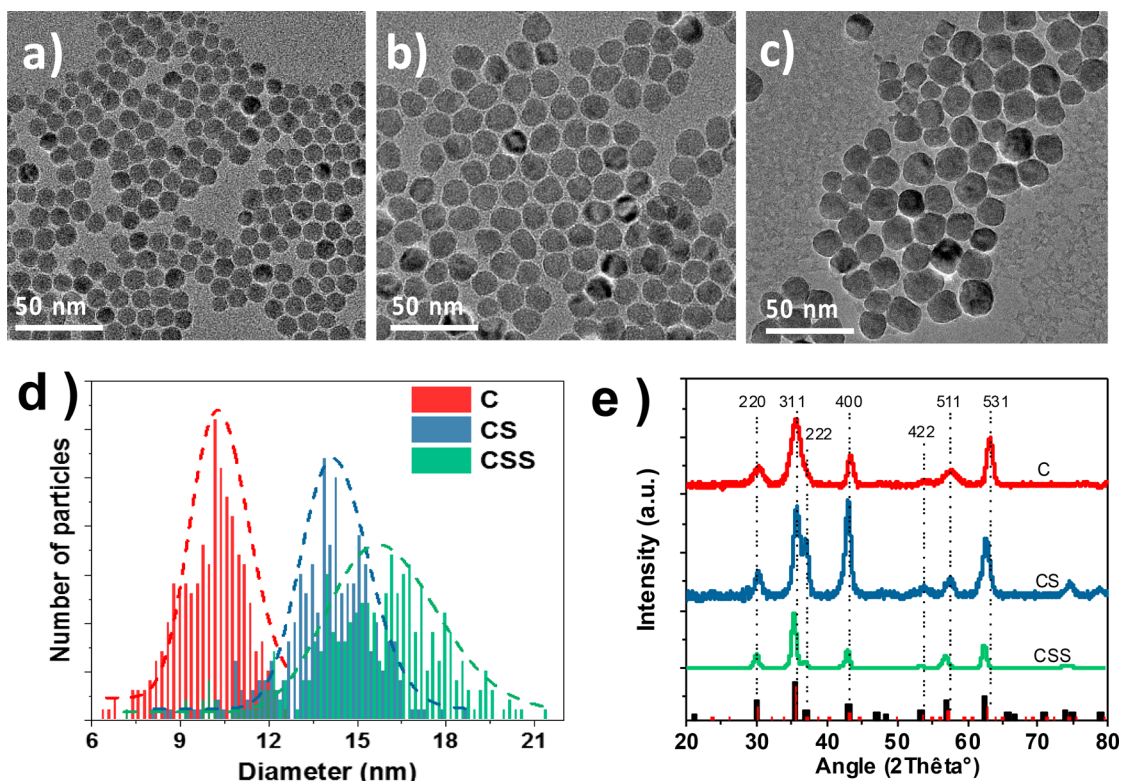 a)
b)
c)
50 nm
50 nm
50 nm
d )
C
CS
CSS
Number of particles
6 9 12 15 18 21
Diameter (nm)
e )
220 311 222 400 422 511 531
C
CS
CSS
Intensity (a.u.)
20 30 40 50 60 70 80
Angle (2Thêta°)